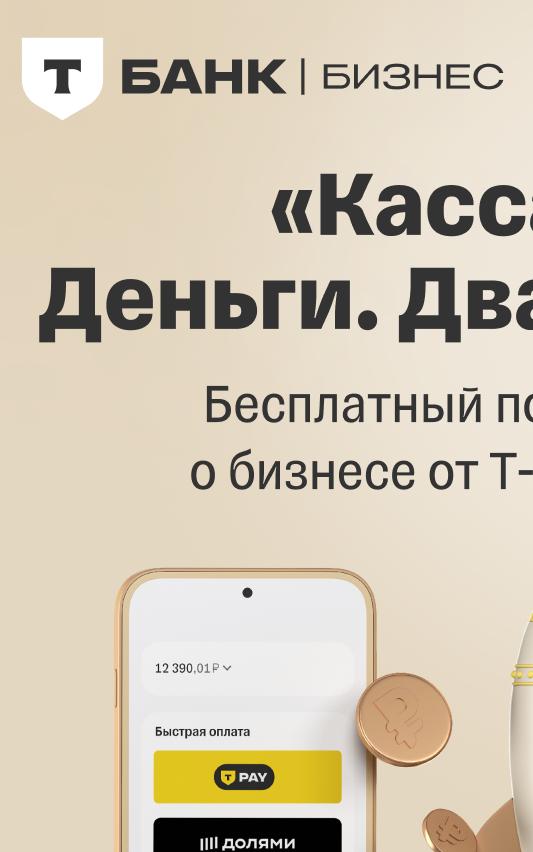 Т БАНК | БИЗНЕС
«Касса
Деньги. Два
Бесплатный по
о бизнесе от Т-
12 390,01 ₽
Быстрая оплата
Т PAY
ДОЛЯМИ